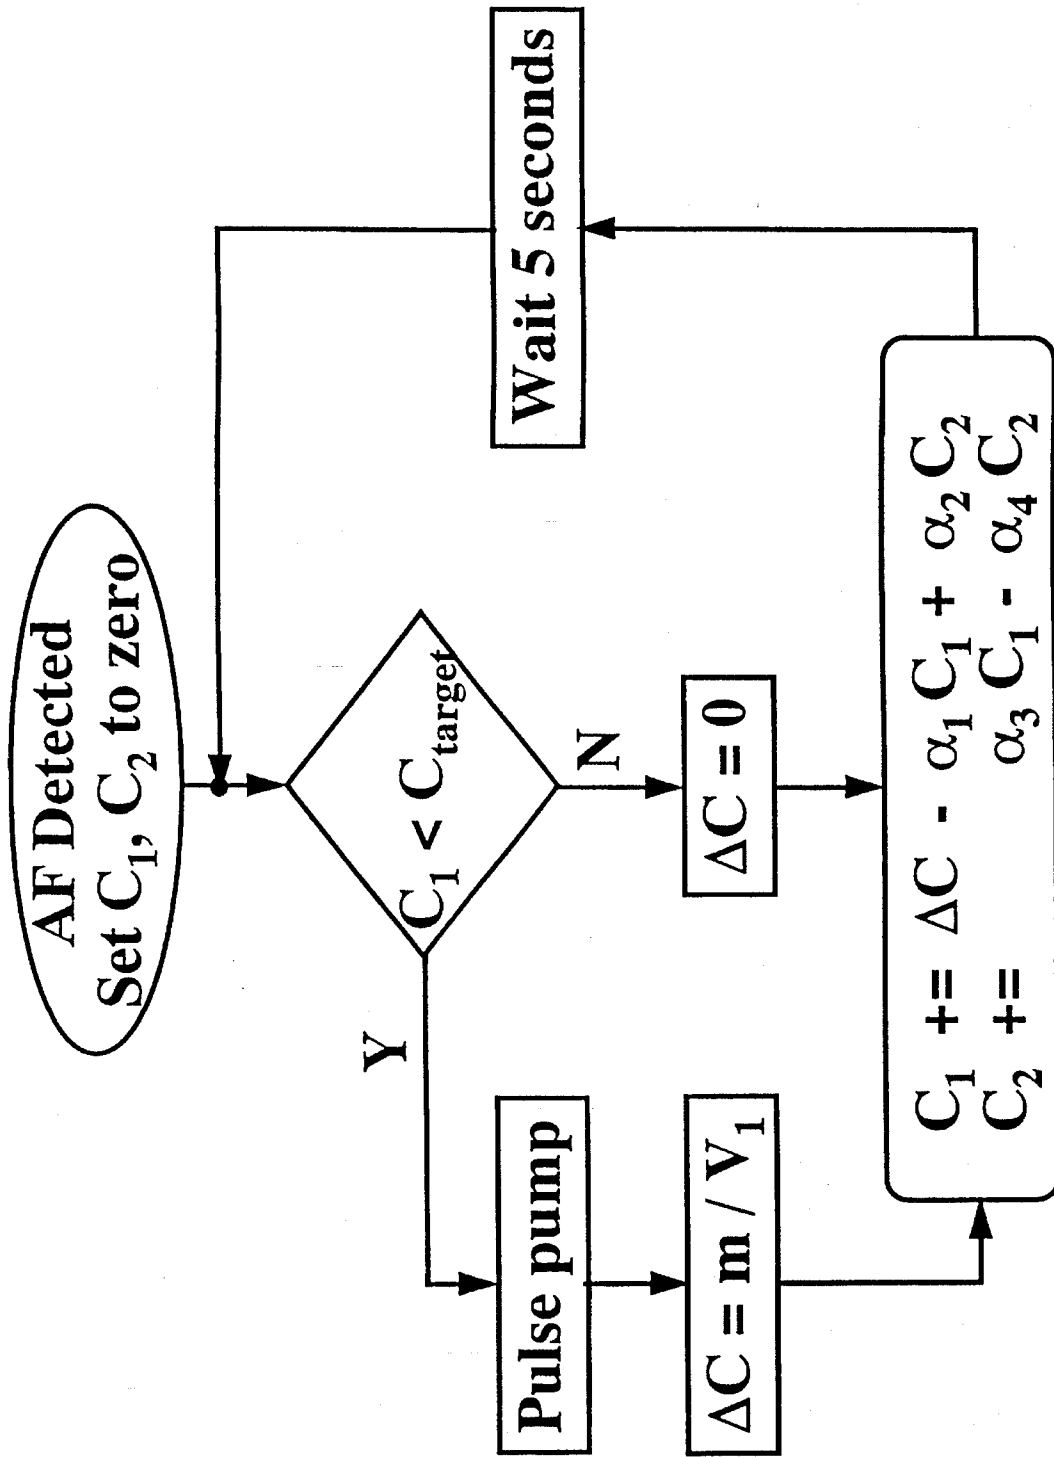 AF Detected
Set C₁, C₂ to zero
C₁ < C_target
Y
N
Pulse pump
ΔC = m / V₁
ΔC = 0
C₁ += ΔC - α₁ C₁ + α₂ C₂
C₂ += α₃ C₁ - α₄ C₂
Wait 5 seconds